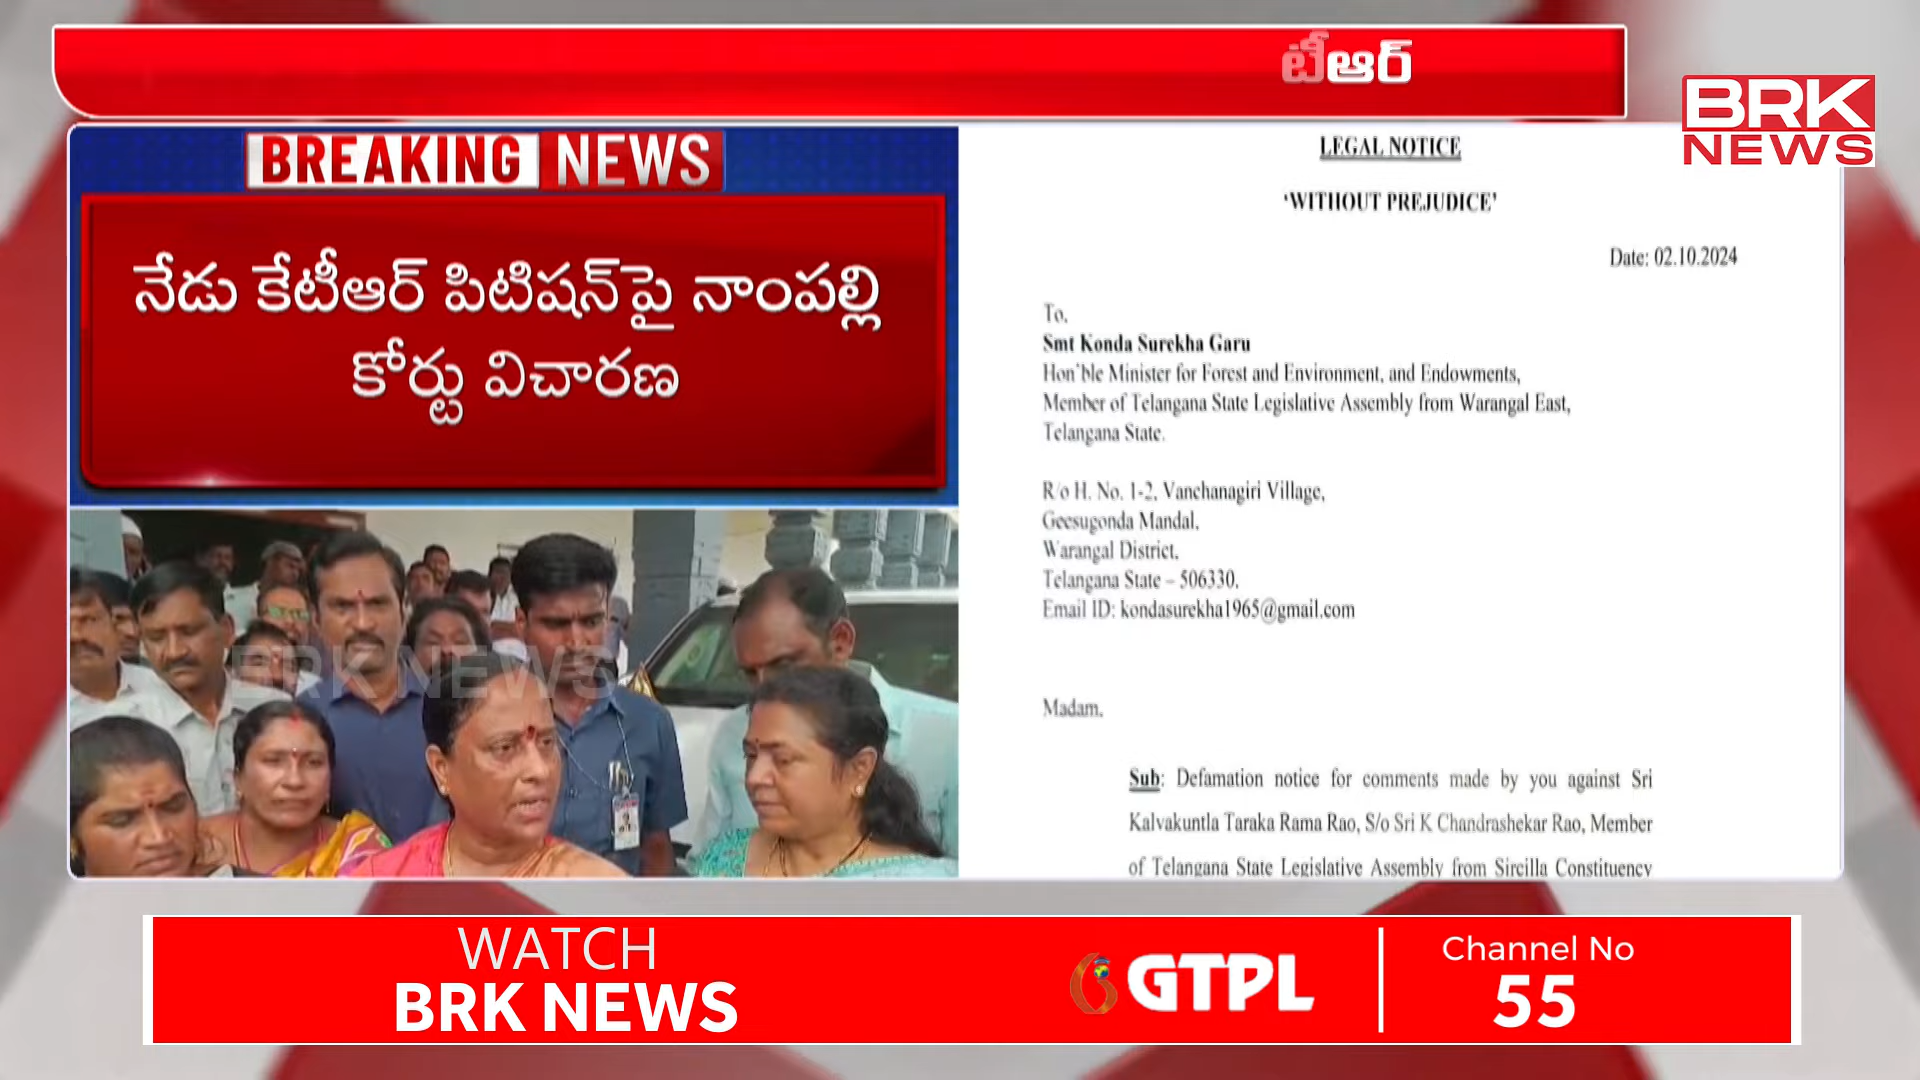 టీఆర్
BRK
NEWS
BREAKING NEWS
నేడు కేటీఆర్ పిటిషన్‌పై నాంపల్లి
కోర్టు విచారణ
BRK NEWS
LEGAL NOTICE
‘WITHOUT PREJUDICE’
Date: 02.10.2024
To,
Smt Konda Surekha Garu
Hon’ble Minister for Forest and Environment, and Endowments,
Member of Telangana State Legislative Assembly from Warangal East,
Telangana State.
R/o H. No. 1-2, Vanchanagiri Village,
Geesugonda Mandal,
Warangal District,
Telangana State – 506330.
Email ID: kondasurekha1965@gmail.com
Madam,
Sub: Defamation notice for comments made by you against Sri
Kalvakuntla Taraka Rama Rao, S/o Sri K Chandrashekar Rao, Member
of Telangana State Legislative Assembly from Sircilla Constituency
WATCH
BRK NEWS
GTPL
Channel No
55